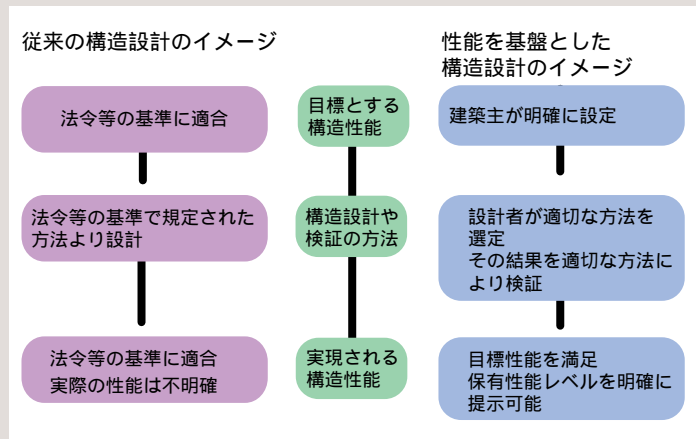 従来の構造設計のイメージ
性能を基盤とした
構造設計のイメージ
法令等の基準に適合
目標とする
構造性能
建築主が明確に設定
法令等の基準で規定された
方法より設計
構造設計や
検証の方法
設計者が適切な方法を
選定
その結果を適切な方法に
より検証
法令等の基準に適合
実際の性能は不明確
実現される
構造性能
目標性能を満足
保有性能レベルを明確に
提示可能